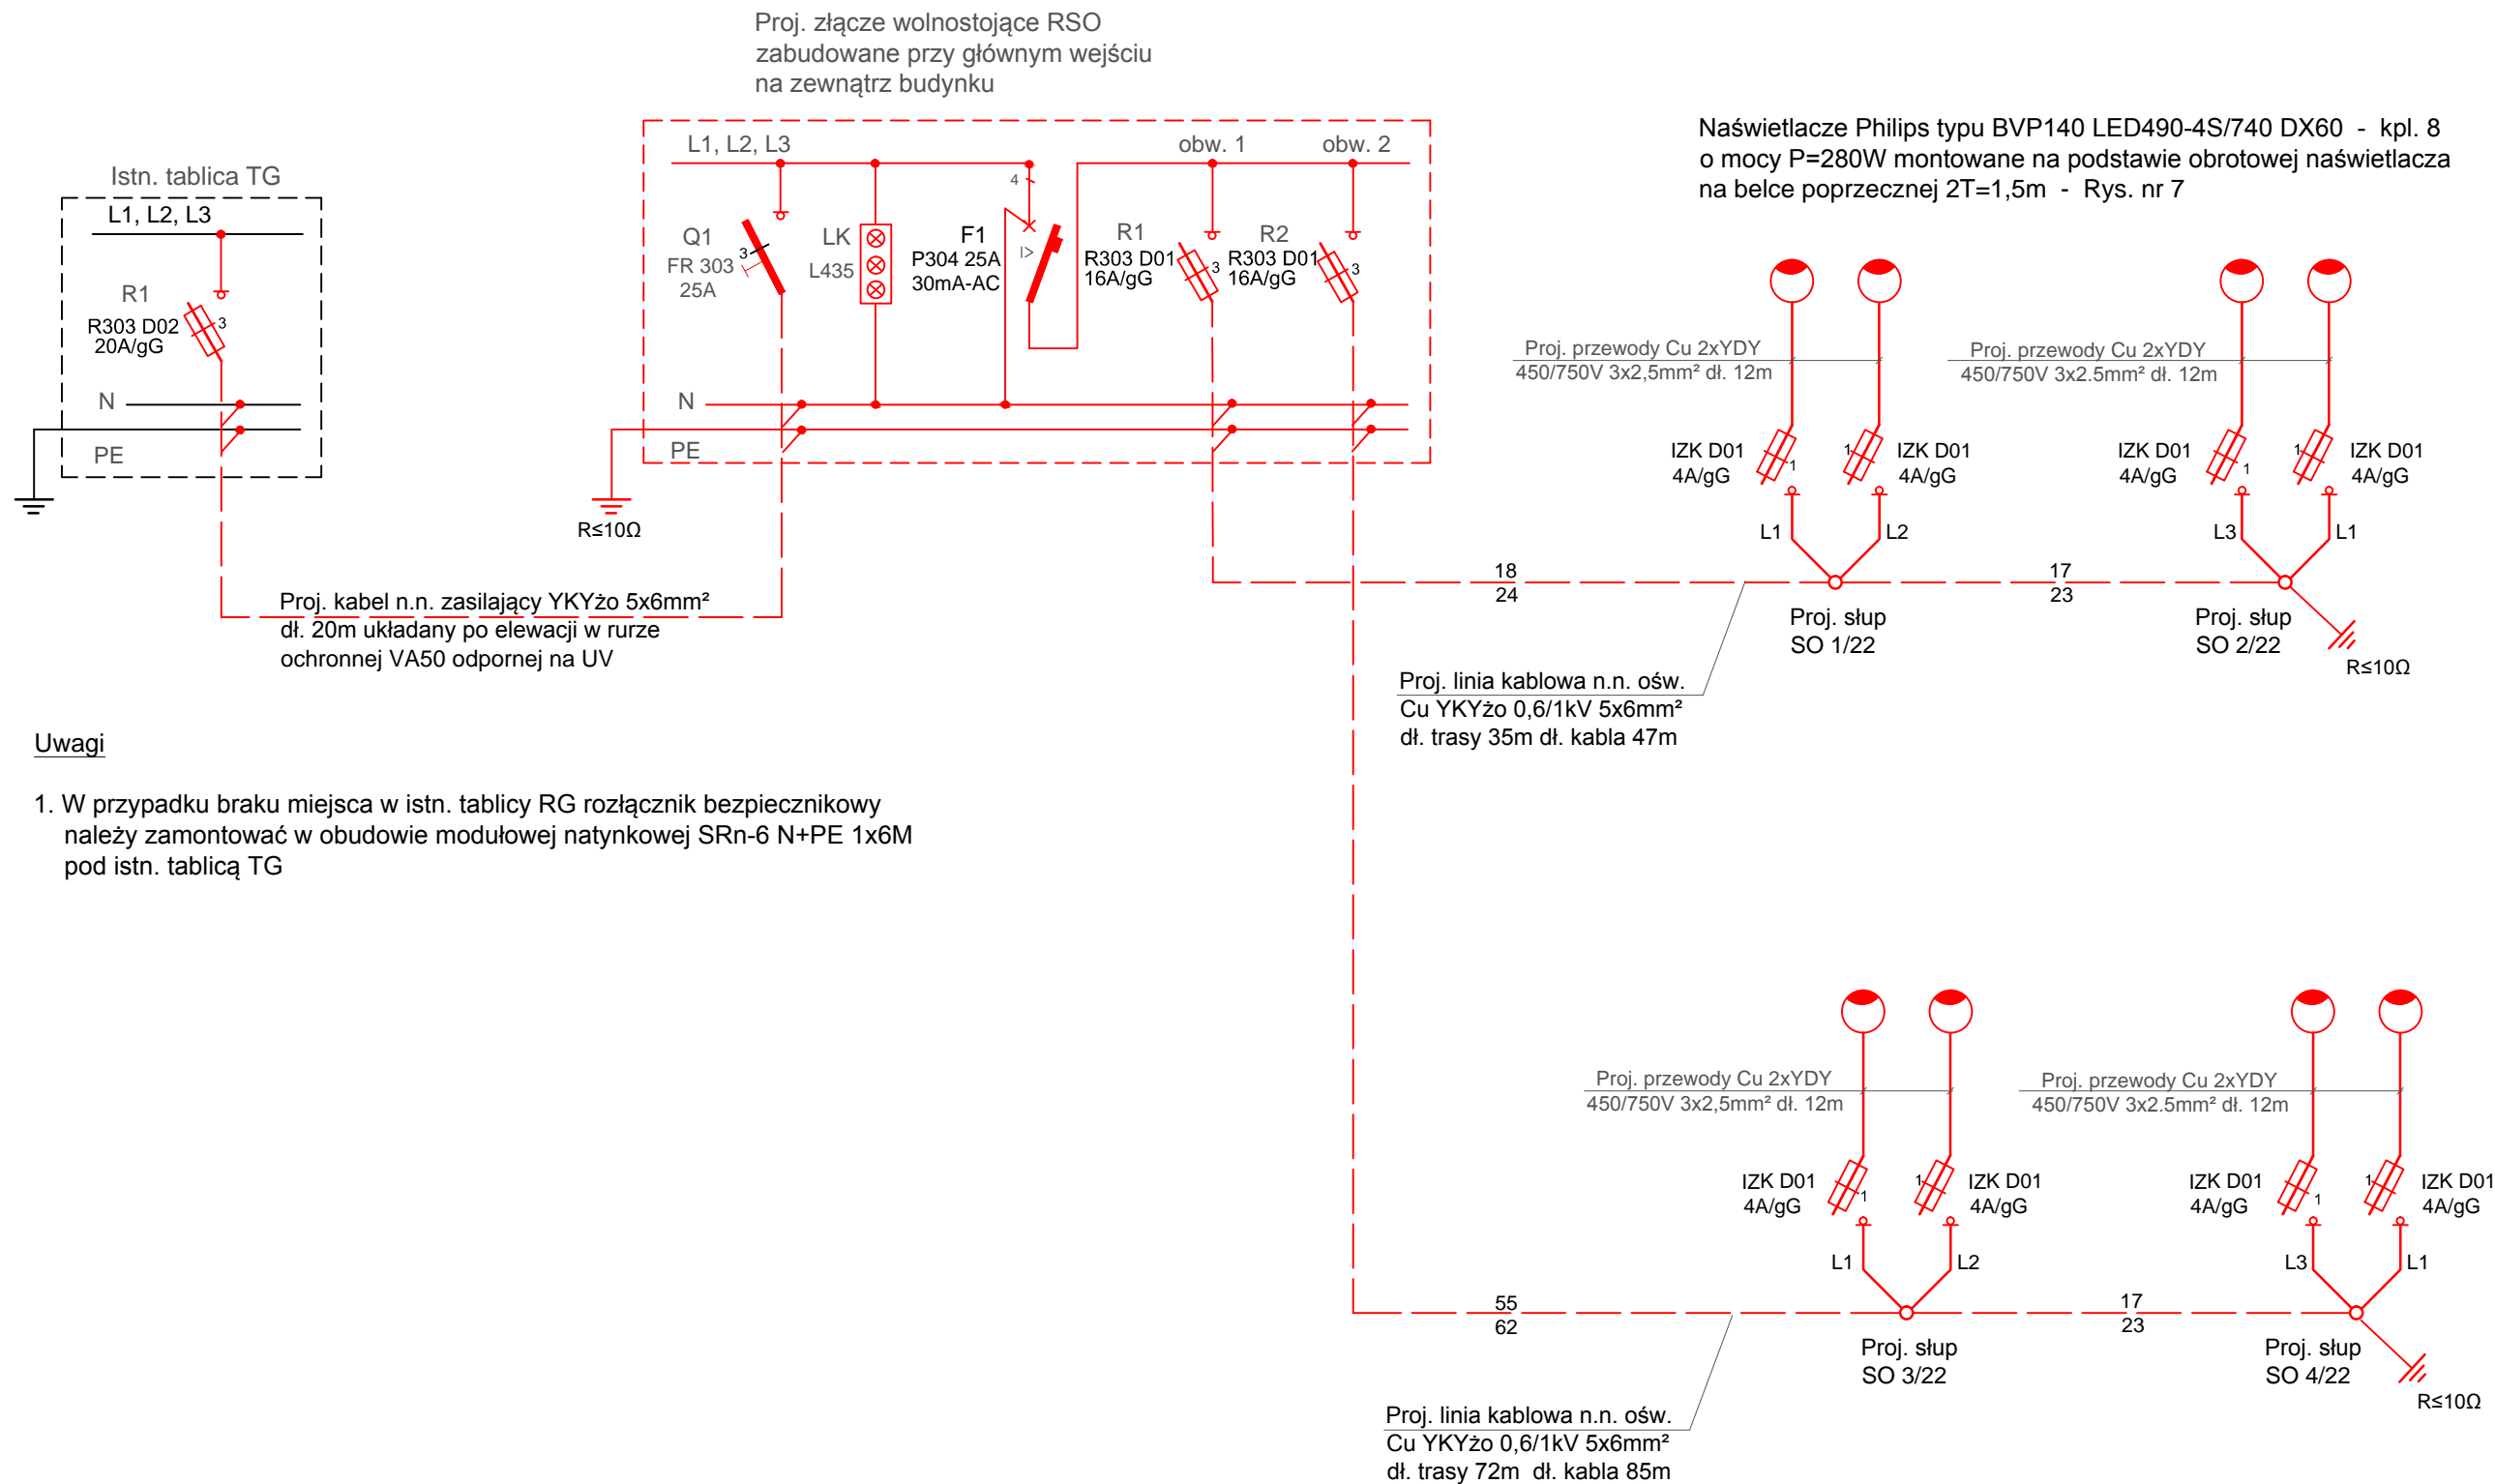 Proj. złącze wolnostojące RSO
zabudowane przy głównym wejściu
na zewnątrz budynku
Istn. tablica TG
L1, L2, L3
R1
R303 D02
20A/gG
3
N
PE
L1, L2, L3
obw. 1
obw. 2
Q1
FR 303
25A
3
LK
L435
4
F1
P304 25A
30mA-AC
I>
R1
R303 D01
16A/gG
3
R2
R303 D01
16A/gG
3
N
PE
R≤10Ω
Proj. kabel n.n. zasilający YKYżo 5x6mm²
dł. 20m układany po elewacji w rurze
ochronnej VA50 odpornej na UV
Naświetlacze Philips typu BVP140 LED490-4S/740 DX60 - kpl. 8
o mocy P=280W montowane na podstawie obrotowej naświetlacza
na belce poprzecznej 2T=1,5m - Rys. nr 7
Proj. przewody Cu 2xYDY
450/750V 3x2,5mm² dł. 12m
Proj. przewody Cu 2xYDY
450/750V 3x2.5mm² dł. 12m
IZK D01
4A/gG
1
1
IZK D01
4A/gG
IZK D01
4A/gG
1
1
IZK D01
4A/gG
L1
L2
L3
L1
18
24
17
23
Proj. słup
SO 1/22
Proj. słup
SO 2/22
R≤10Ω
Proj. linia kablowa n.n. ośw.
Cu YKYżo 0,6/1kV 5x6mm²
dł. trasy 35m dł. kabla 47m
Uwagi
1. W przypadku braku miejsca w istn. tablicy RG rozłącznik bezpiecznikowy
należy zamontować w obudowie modułowej natynkowej SRn-6 N+PE 1x6M
pod istn. tablicą TG
Proj. przewody Cu 2xYDY
450/750V 3x2,5mm² dł. 12m
Proj. przewody Cu 2xYDY
450/750V 3x2.5mm² dł. 12m
IZK D01
4A/gG
1
1
IZK D01
4A/gG
IZK D01
4A/gG
1
1
IZK D01
4A/gG
L1
L2
L3
L1
55
62
17
23
Proj. słup
SO 3/22
Proj. słup
SO 4/22
R≤10Ω
Proj. linia kablowa n.n. ośw.
Cu YKYżo 0,6/1kV 5x6mm²
dł. trasy 72m dł. kabla 85m